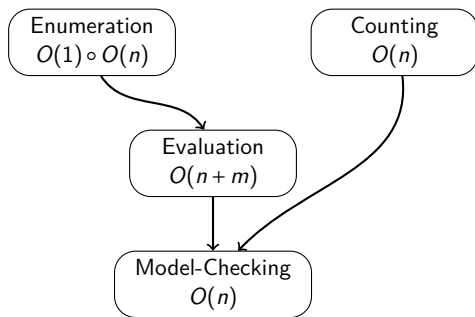 Enumeration
O(1) ∘ O(n)
Counting
O(n)
Evaluation
O(n + m)
Model-Checking
O(n)